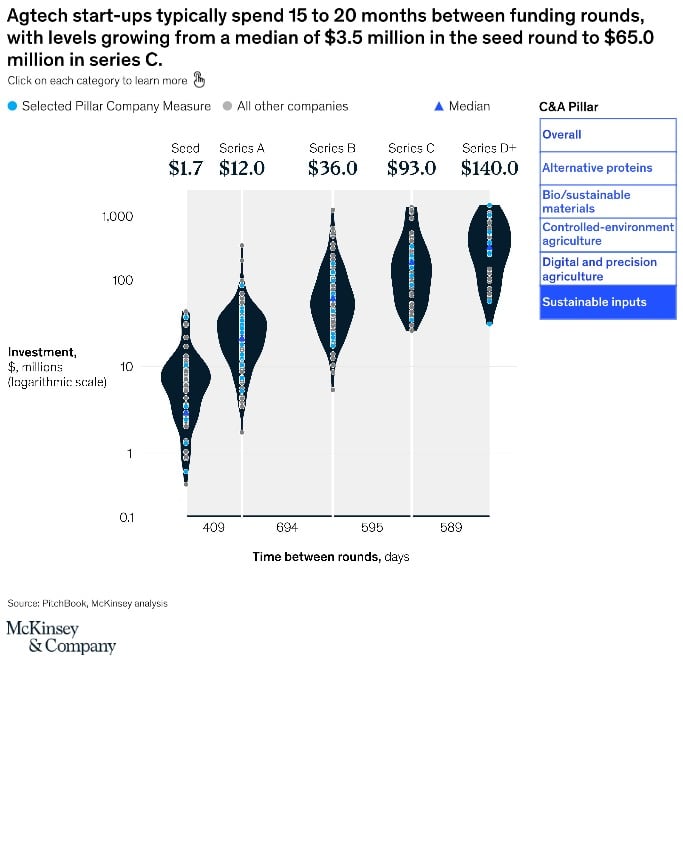 Agtech start-ups typically spend 15 to 20 months between funding rounds,
with levels growing from a median of $3.5 million in the seed round to $65.0
million in series C.
Click on each category to learn more
Selected Pillar Company Measure
All other companies
Median
C&A Pillar
Overall
Alternative proteins
Bio/sustainable
materials
Controlled-environment
agriculture
Digital and precision
agriculture
Sustainable inputs
Seed Series A Series B Series C Series D+
$1.7 $12.0 $36.0 $93.0 $140.0
1,000
100
Investment,
$, millions
(logarithmic scale)
10
1
0.1
409 694 595 589
Time between rounds, days
Source: PitchBook, McKinsey analysis
McKinsey
& Company